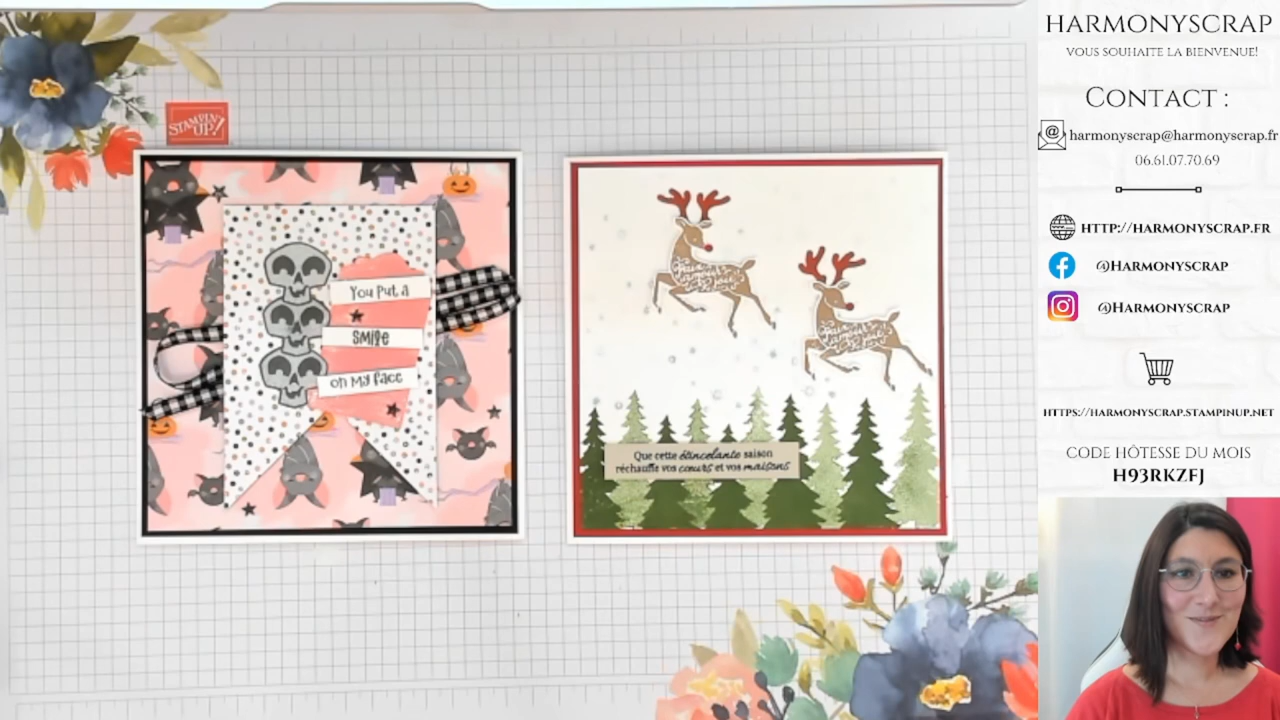 STAMPIN' UP!
You Put a
Smile
on My Face
Que cette étincelante saison
réchauffe vos cœurs et vos maisons
HARMONYSCRAP
VOUS SOUHAITE LA BIENVENUE!
CONTACT :
harmonyscrap@harmonyscrap.fr
06.61.07.70.69
HTTP://HARMONYSCRAP.FR
@HARMONYSCRAP
@HARMONYSCRAP
HTTPS://HARMONYSCRAP.STAMPINUP.NET
CODE HÔTESSE DU MOIS
H93RKZFJ